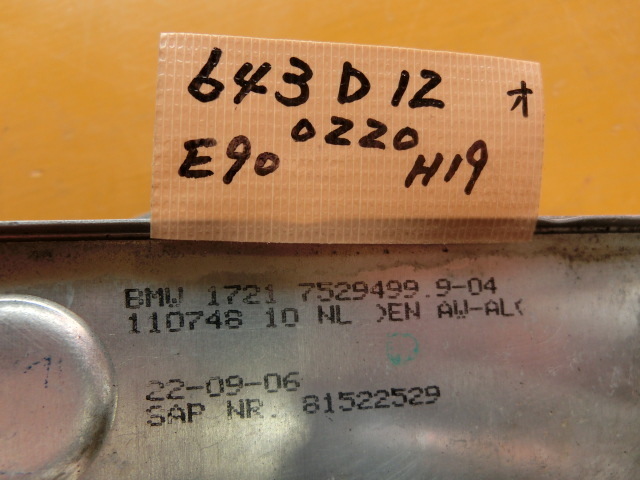 643 D 12 オ
0220
E90 H19
BMW 1721 7529499.9-04
110748 10 NL >EN AW-AL<
22-09-06
SAP NR. 81522529